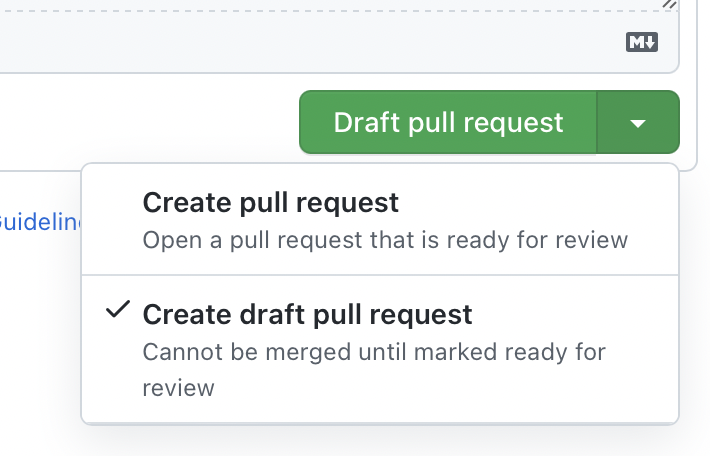 M
Draft pull request
Create pull request
uidelin
Open a pull request that is ready for review
Create draft pull request
Cannot be merged until marked ready for
review